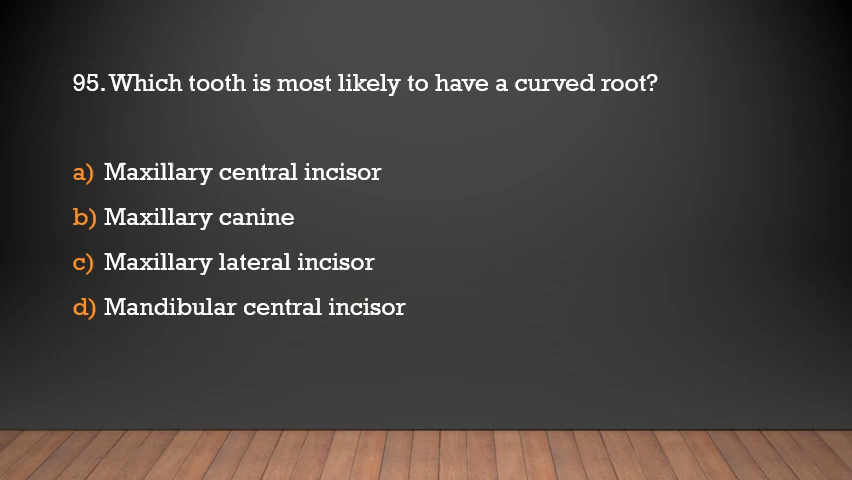 95. Which tooth is most likely to have a curved root?
a) Maxillary central incisor
b) Maxillary canine
c) Maxillary lateral incisor
d) Mandibular central incisor